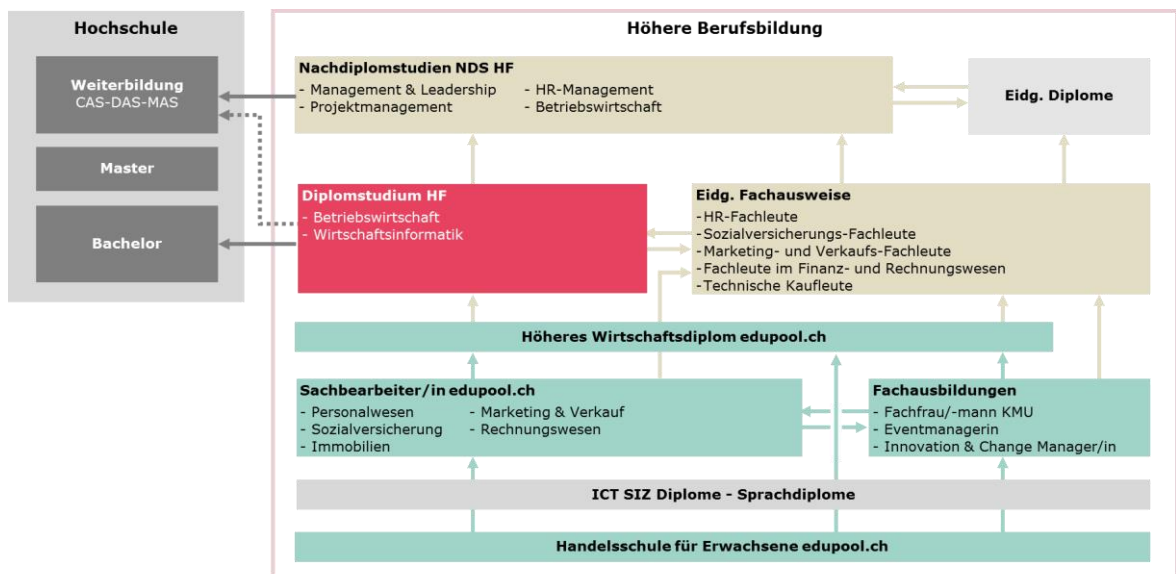 Hochschule
Weiterbildung
CAS-DAS-MAS
Master
Bachelor
Höhere Berufsbildung
Nachdiplomstudien NDS HF
- Management & Leadership
- Projektmanagement
- HR-Management
- Betriebswirtschaft
Eidg. Diplome
Diplomstudium HF
- Betriebswirtschaft
- Wirtschaftsinformatik
Eidg. Fachausweise
-HR-Fachleute
-Sozialversicherungs-Fachleute
-Marketing- und Verkaufs-Fachleute
-Fachleute im Finanz- und Rechnungswesen
-Technische Kaufleute
Höheres Wirtschaftsdiplom edupool.ch
Sachbearbeiter/in edupool.ch
- Personalwesen
- Sozialversicherung
- Immobilien
- Marketing & Verkauf
- Rechnungswesen
Fachausbildungen
- Fachfrau/-mann KMU
- Eventmanagerin
- Innovation & Change Manager/in
ICT SIZ Diplome - Sprachdiplome
Handelsschule für Erwachsene edupool.ch